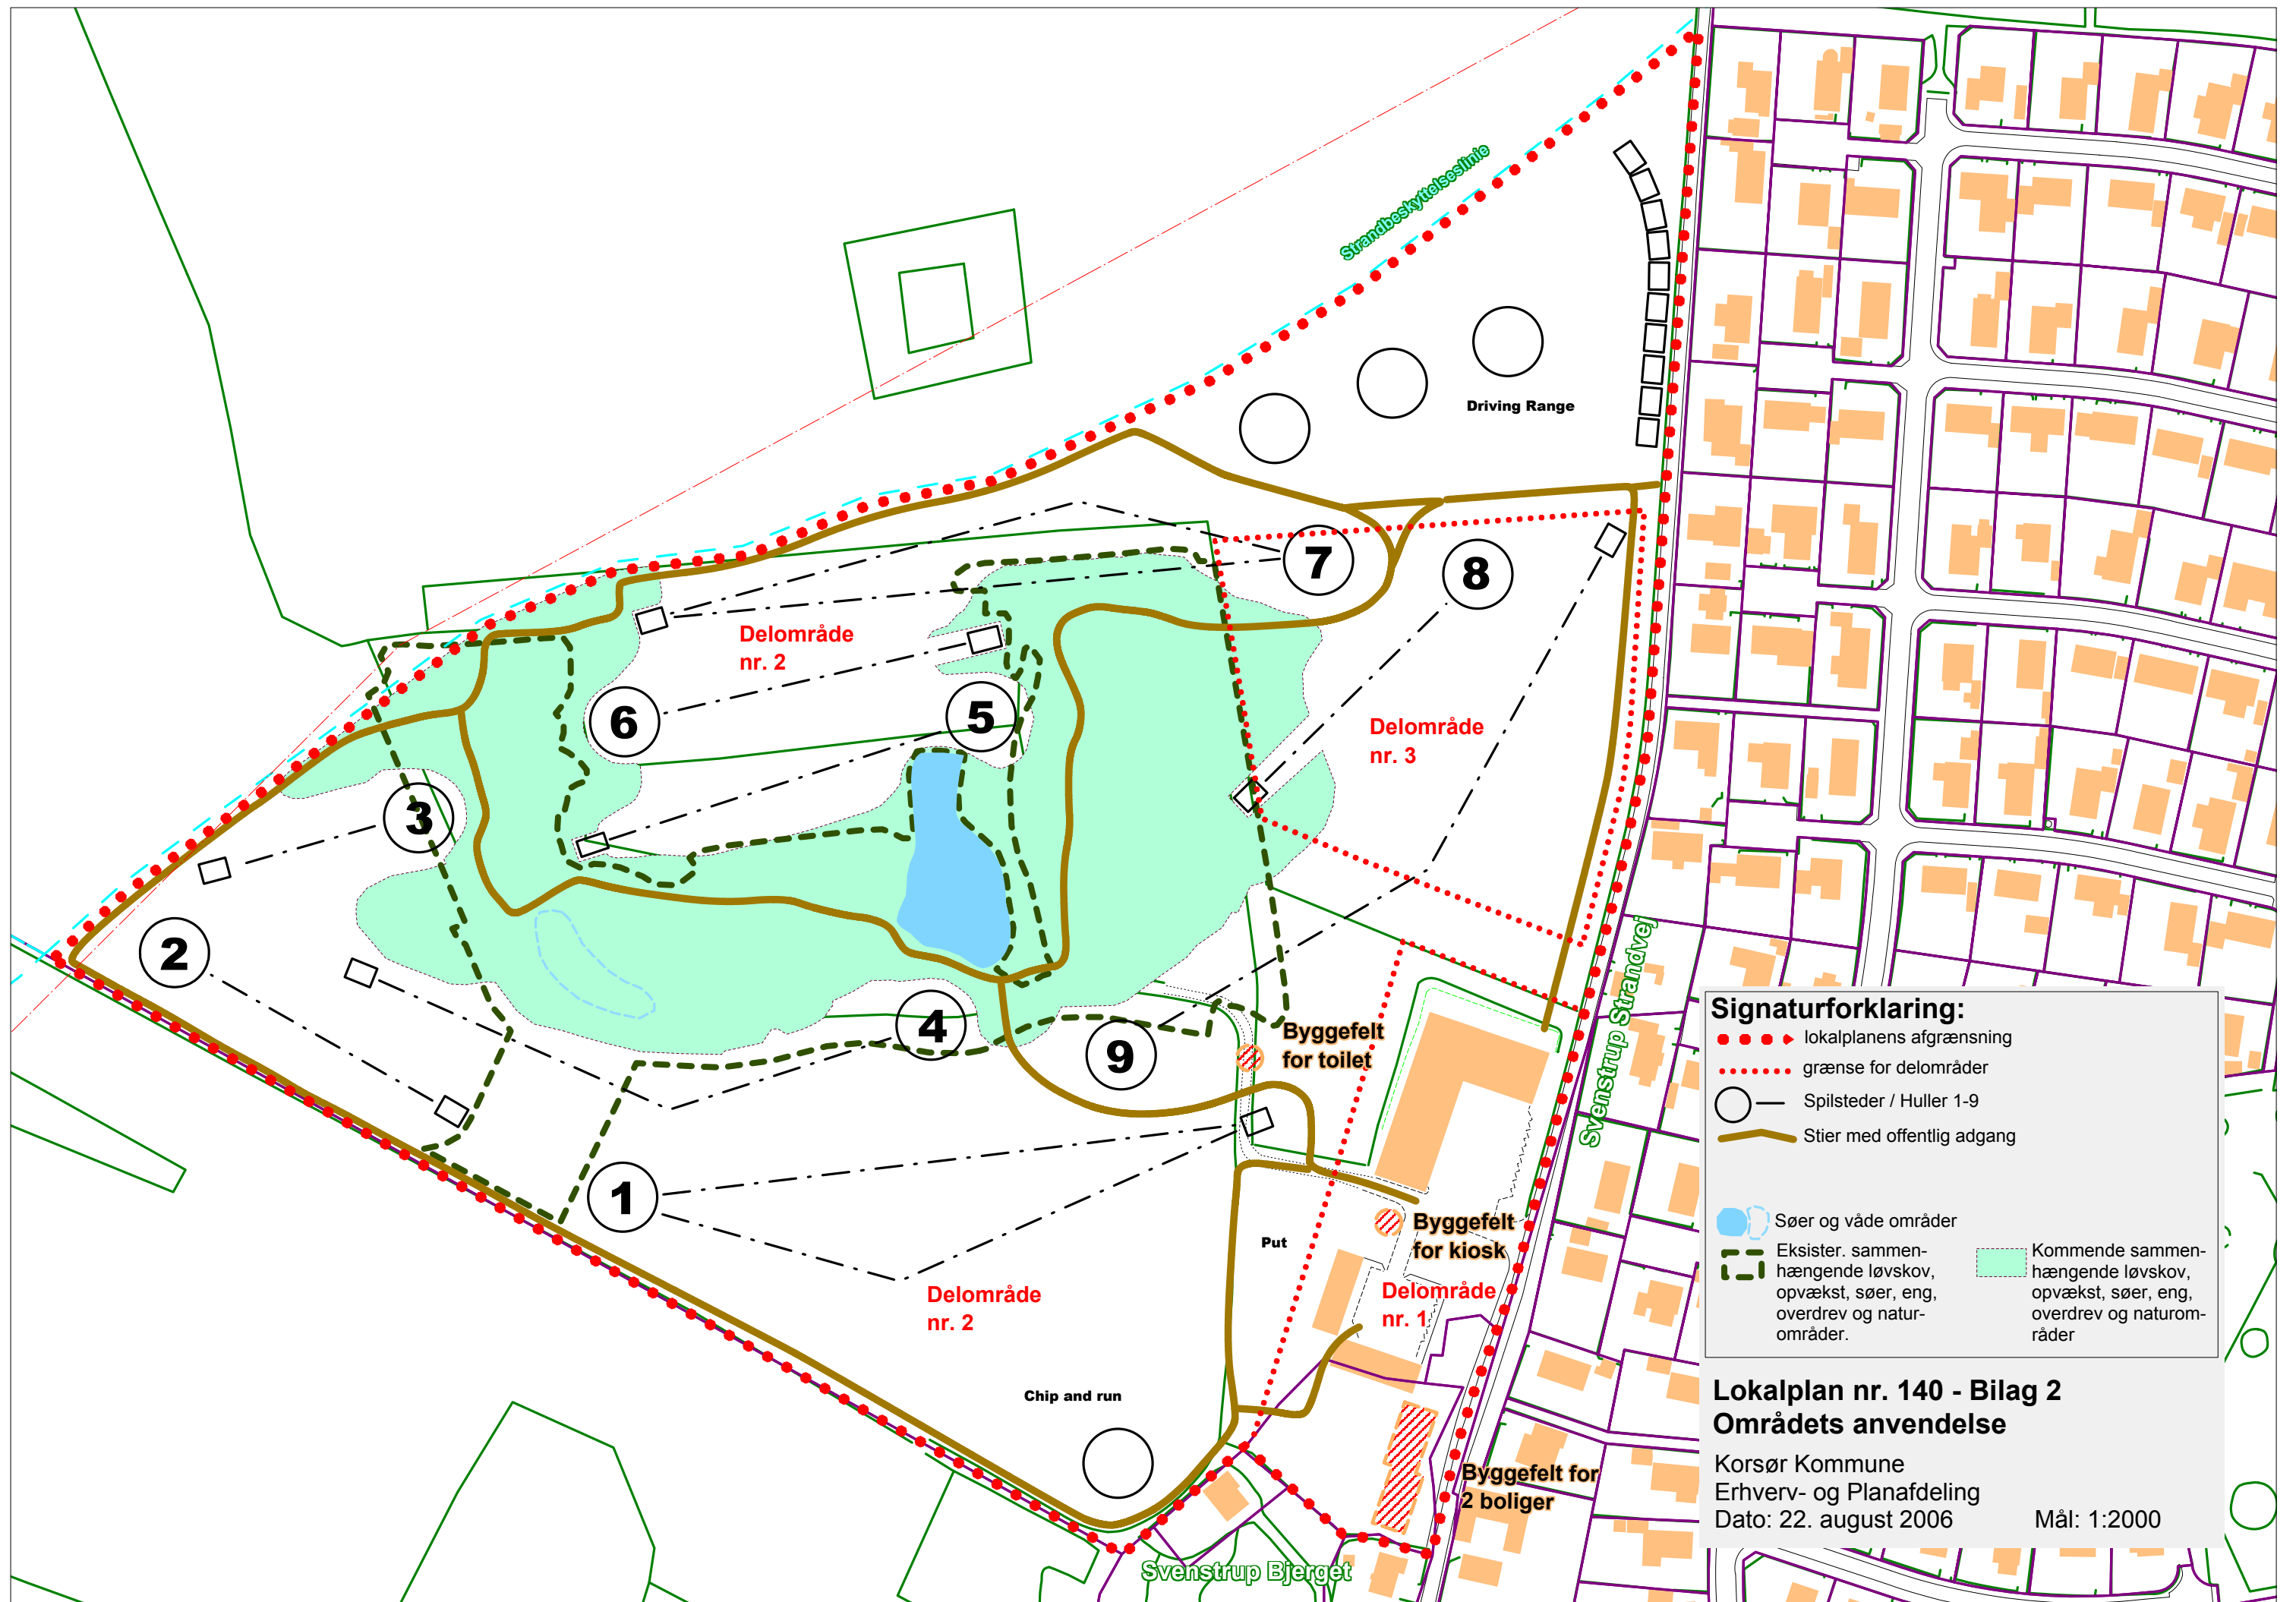 Strandbeskyttelseslinie
Driving Range
7
8
Delområde
nr. 2
6
5
Delområde
nr. 3
3
2
4
9
Byggefelt
for toilet
Svenstrup Strandvej
1
Put
Byggefelt
for kiosk
Delområde
nr. 1
Delområde
nr. 2
Chip and run
Byggefelt for
2 boliger
Svenstrup Bjerget
Signaturforklaring:
lokalplanens afgrænsning
grænse for delområder
Spilsteder / Huller 1-9
Stier med offentlig adgang
Søer og våde områder
Eksister. sammen-
hængende løvskov,
opvækst, søer, eng,
overdrev og natur-
områder.
Kommende sammen-
hængende løvskov,
opvækst, søer, eng,
overdrev og naturom-
råder
Lokalplan nr. 140 - Bilag 2
Områdets anvendelse
Korsør Kommune
Erhverv- og Planafdeling
Dato: 22. august 2006 Mål: 1:2000